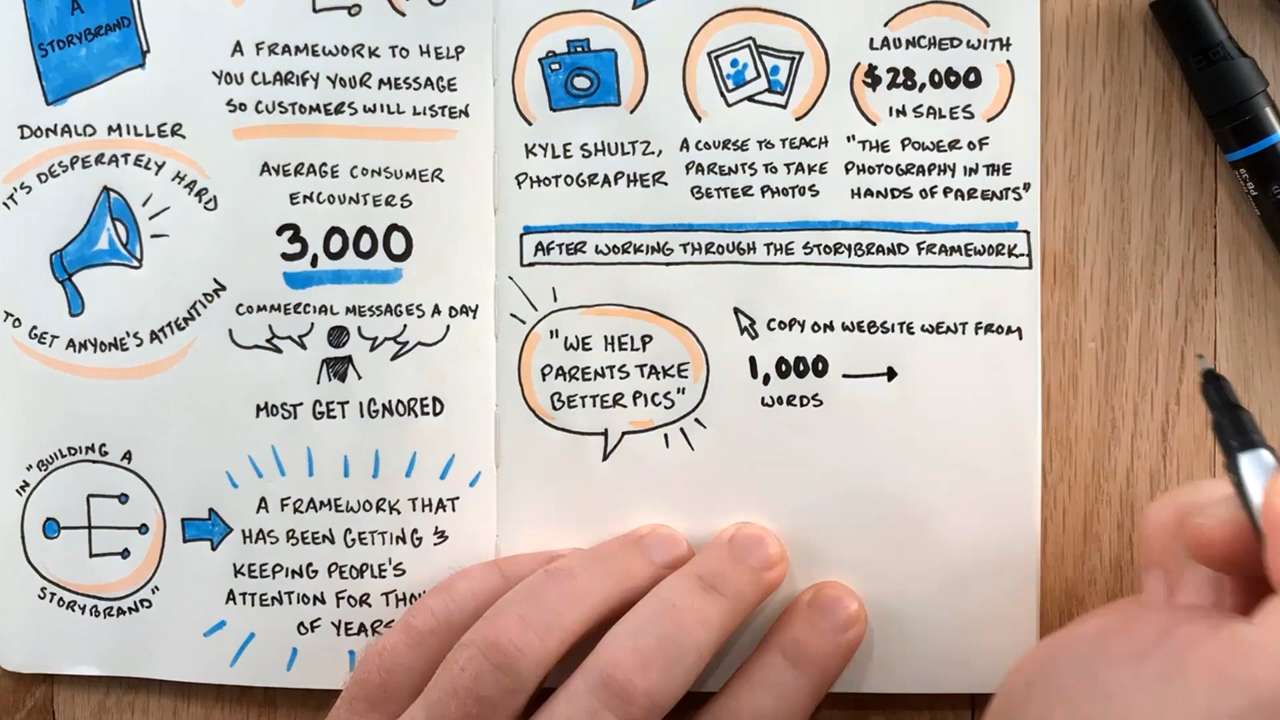 A
STORYBRAND
DONALD MILLER
A FRAMEWORK TO HELP
YOU CLARIFY YOUR MESSAGE
SO CUSTOMERS WILL LISTEN
IT'S DESPERATELY HARD
TO GET ANYONE'S ATTENTION
AVERAGE CONSUMER
ENCOUNTERS
3,000
COMMERCIAL MESSAGES A DAY
MOST GET IGNORED
IN "BUILDING A
STORYBRAND"
A FRAMEWORK THAT
HAS BEEN GETTING &
KEEPING PEOPLE'S
ATTENTION FOR
OF YEARS
KYLE SHULTZ,
PHOTOGRAPHER
A COURSE TO TEACH
PARENTS TO TAKE
BETTER PHOTOS
LAUNCHED WITH
$28,000
IN SALES
"THE POWER OF
PHOTOGRAPHY IN THE
HANDS OF PARENTS"
AFTER WORKING THROUGH THE STORYBRAND FRAMEWORK...
"WE HELP
PARENTS TAKE
BETTER PICS"
COPY ON WEBSITE WENT FROM
1,000
WORDS